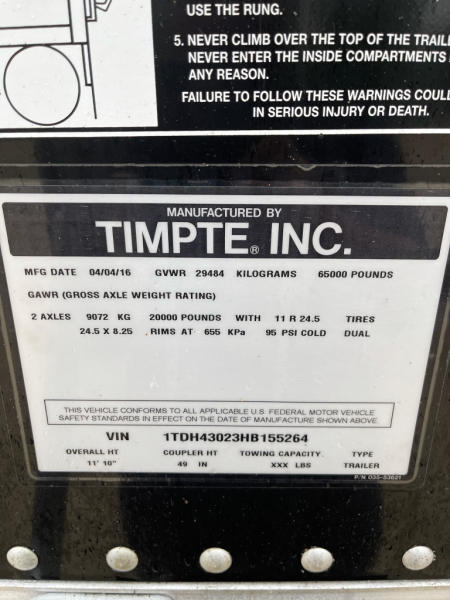 USE THE RUNG.
5. NEVER CLIMB OVER THE TOP OF THE TRAILE
NEVER ENTER THE INSIDE COMPARTMENTS
ANY REASON.
FAILURE TO FOLLOW THESE WARNINGS COUL
IN SERIOUS INJURY OR DEATH.
MANUFACTURED BY
TIMPTE® INC.
MFG DATE 04/04/16 GVWR 29484 KILOGRAMS 65000 POUNDS
GAWR (GROSS AXLE WEIGHT RATING)
2 AXLES 9072 KG 20000 POUNDS WITH 11 R 24.5 TIRES
24.5 X 8.25 RIMS AT 655 KPa 95 PSI COLD DUAL
THIS VEHICLE CONFORMS TO ALL APPLICABLE U.S. FEDERAL MOTOR VEHICLE
SAFETY STANDARDS IN EFFECT ON THE DATE OF MANUFACTURE SHOWN ABOVE.
VIN 1TDH43023HB155264
OVERALL HT COUPLER HT TOWING CAPACITY TYPE
11' 10" 49 IN XXX LBS TRAILER
P/N 035-53621